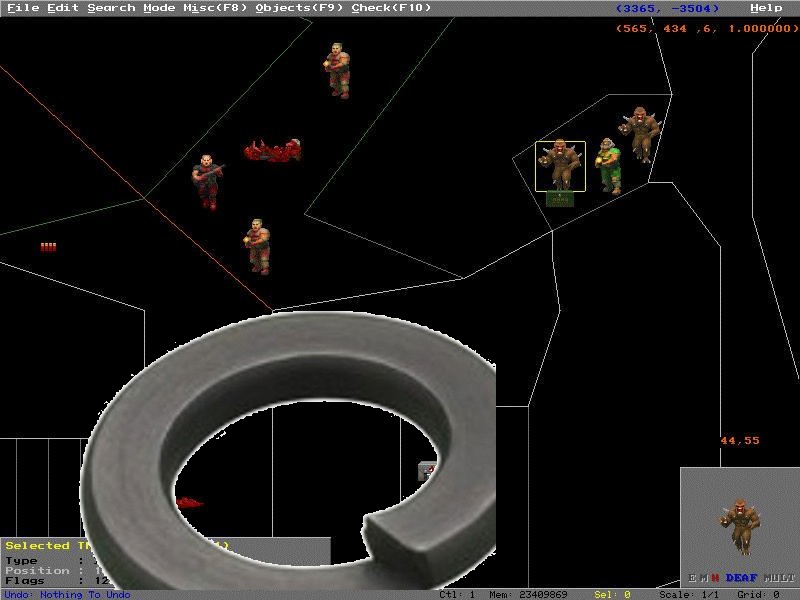 File Edit Search Mode Misc(F8) Objects(F9) Check(F10) (3365, -3504) Help
(565, 434 ,6, 1.000000)
44,55
Selected
Type :
Position :
Flags : 12
E M H DEAF MULT
Undo: Nothing To Undo Ctl: 1 Mem: 23409869 Sel: 0 Scale: 1/1 Grid: 0